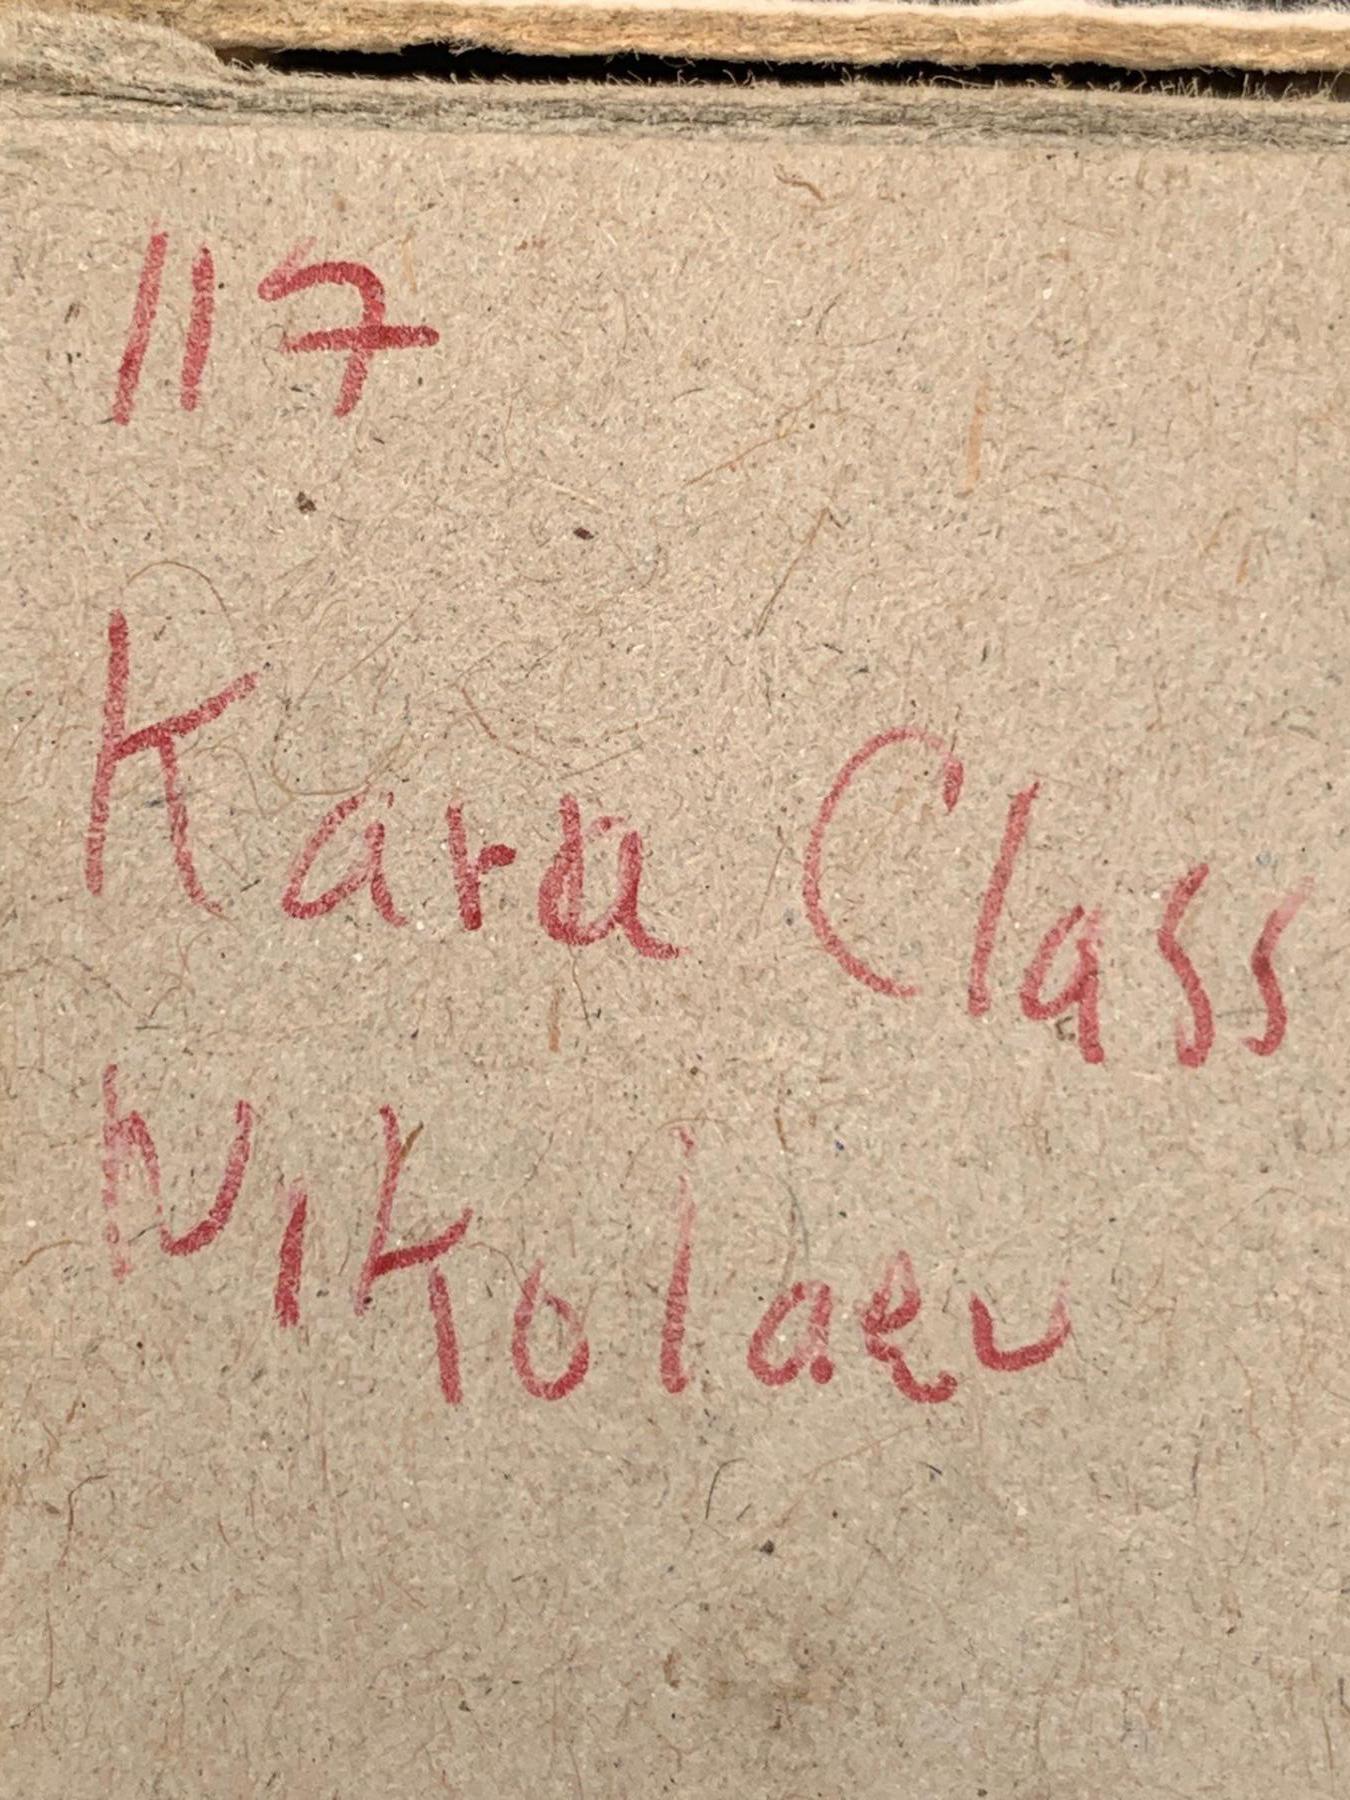 117
Kara Class
Nikolaev